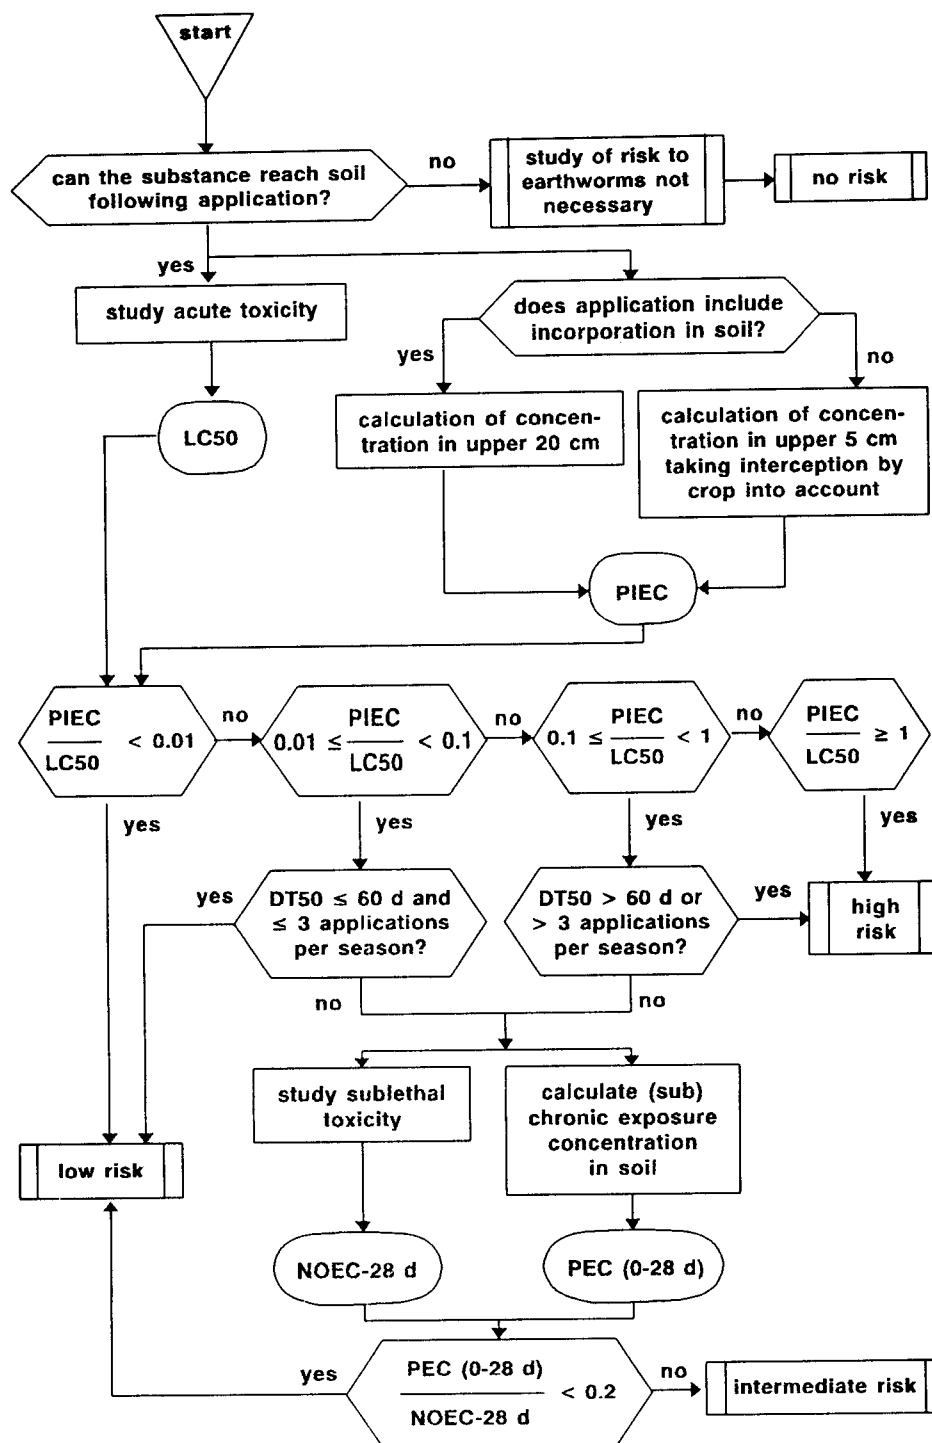 start
can the substance reach soil
following application?
no
study of risk to
earthworms not
necessary
no risk
yes
study acute toxicity
does application include
incorporation in soil?
yes
no
LC50
calculation of concen-
tration in upper 20 cm
calculation of concen-
tration in upper 5 cm
taking interception by
crop into account
PIEC
PIEC
LC50
< 0.01
no
0.01 ≤
PIEC
LC50
< 0.1
no
0.1 ≤
PIEC
LC50
< 1
no
PIEC
LC50
≥ 1
yes
yes
yes
yes
yes
DT50 ≤ 60 d and
≤ 3 applications
per season?
DT50 > 60 d or
> 3 applications
per season?
yes
high
risk
no
no
study sublethal
toxicity
calculate (sub)
chronic exposure
concentration
in soil
low risk
NOEC-28 d
PEC (0-28 d)
yes
PEC (0-28 d)
NOEC-28 d
< 0.2
no
intermediate risk